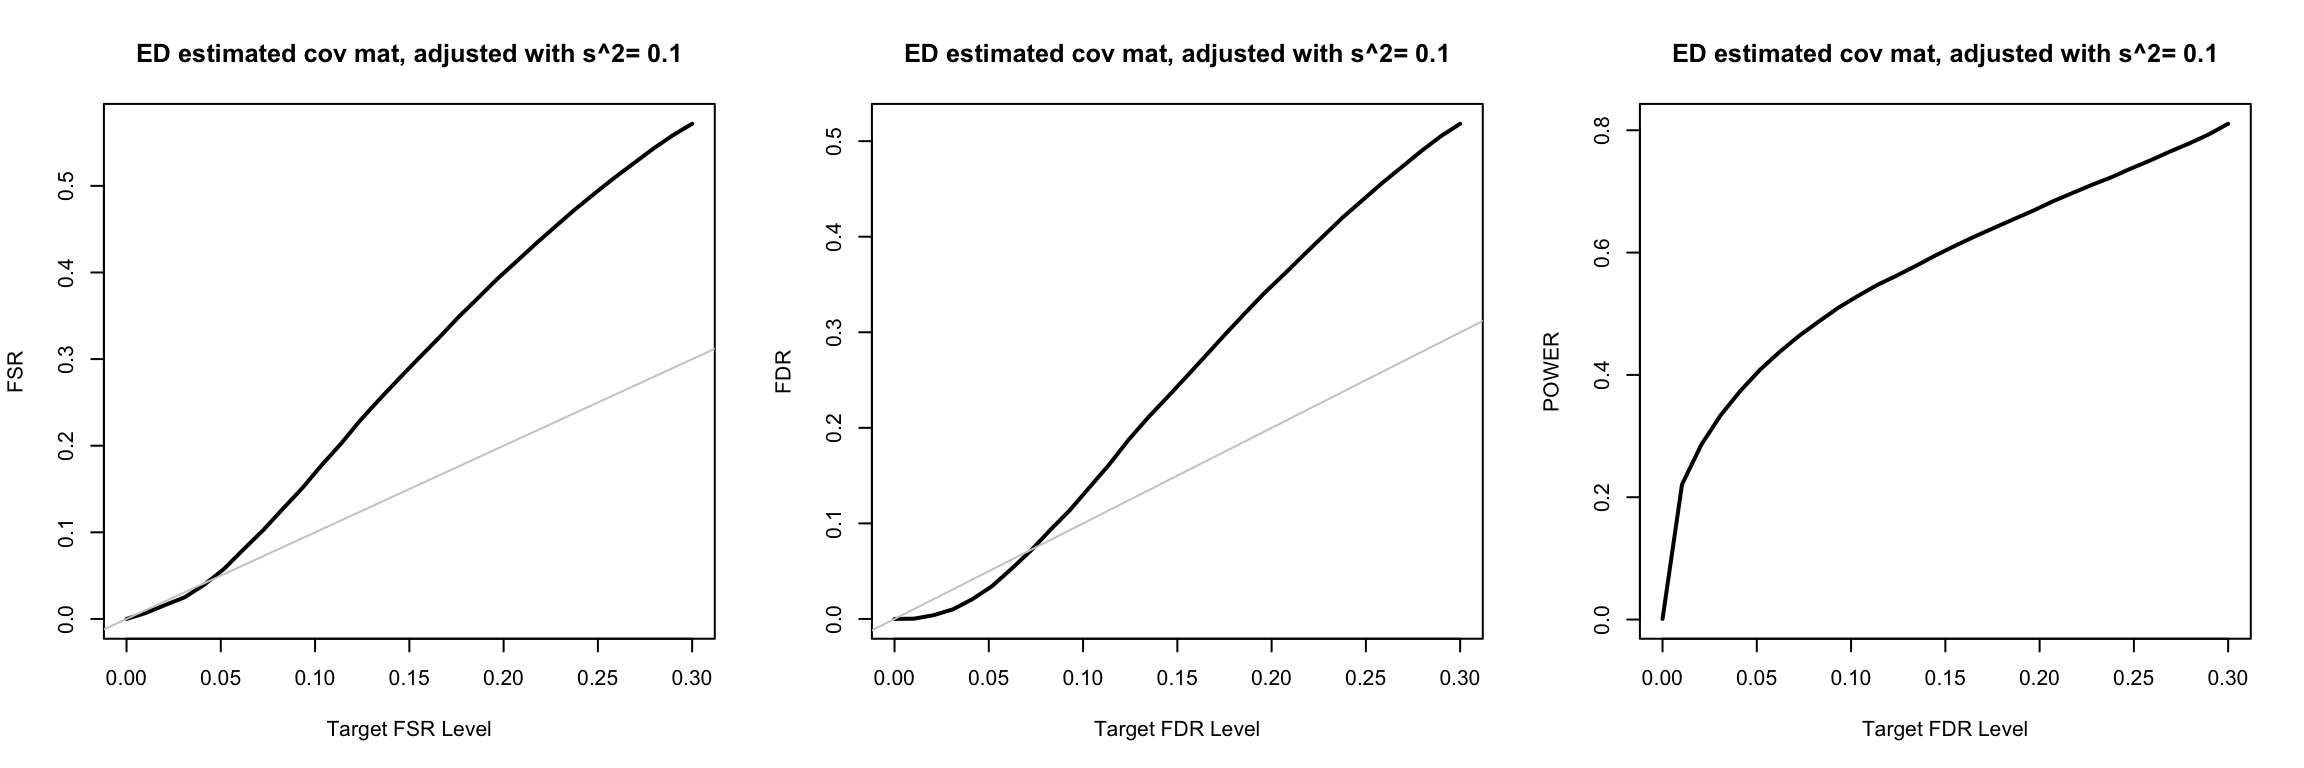 ED estimated cov mat, adjusted with s^2= 0.1
FSR
0.0 0.1 0.2 0.3 0.4 0.5
0.00 0.05 0.10 0.15 0.20 0.25 0.30
Target FSR Level
ED estimated cov mat, adjusted with s^2= 0.1
FDR
0.0 0.1 0.2 0.3 0.4 0.5
0.00 0.05 0.10 0.15 0.20 0.25 0.30
Target FDR Level
ED estimated cov mat, adjusted with s^2= 0.1
POWER
0.0 0.2 0.4 0.6 0.8
0.00 0.05 0.10 0.15 0.20 0.25 0.30
Target FDR Level